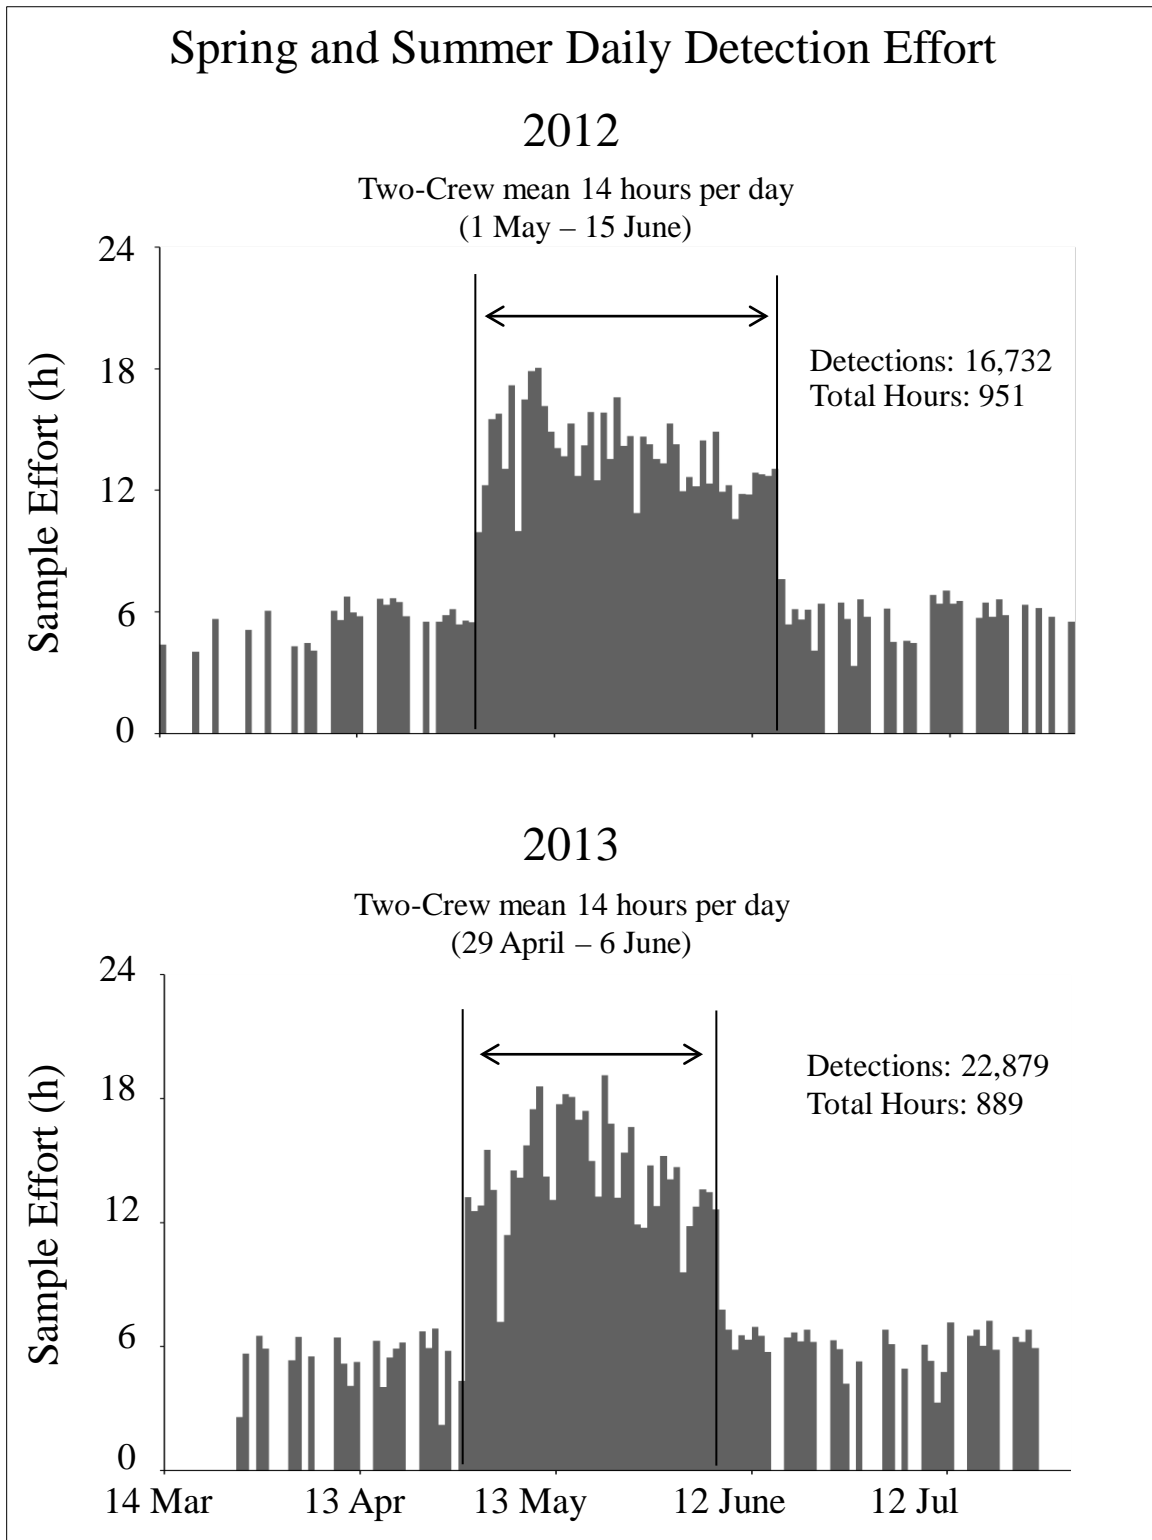 Spring and Summer Daily Detection Effort
2012
Two-Crew mean 14 hours per day
(1 May – 15 June)
24
18
12
6
0
Sample Effort (h)
Detections: 16,732
Total Hours: 951
2013
Two-Crew mean 14 hours per day
(29 April – 6 June)
24
18
12
6
0
Sample Effort (h)
Detections: 22,879
Total Hours: 889
14 Mar
13 Apr
13 May
12 June
12 Jul